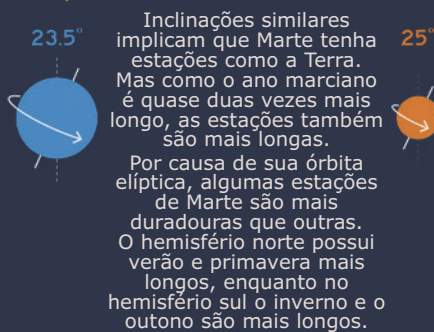 23.5°
Inclinações similares
implicam que Marte tenha
estações como a Terra.
Mas como o ano marciano
é quase duas vezes mais
longo, as estações também
são mais longas.
Por causa de sua órbita
elíptica, algumas estações
de Marte são mais
duradouras que outras.
O hemisfério norte possui
verão e primavera mais
longos, enquanto no
hemisfério sul o inverno e o
outono são mais longos.
25°